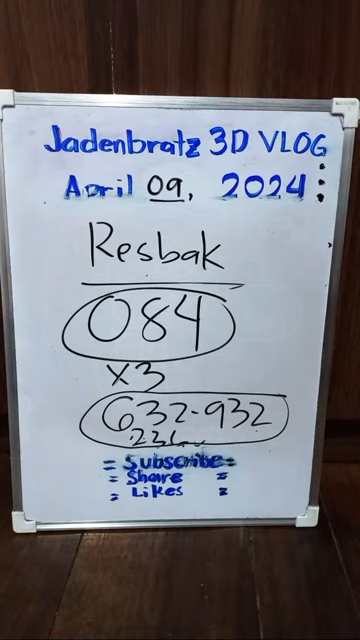 Jadenbratz 3D VLOG
April 09, 2024
Resbak
084
x3
632-932
= Subscribe =
= Share =
= Likes =